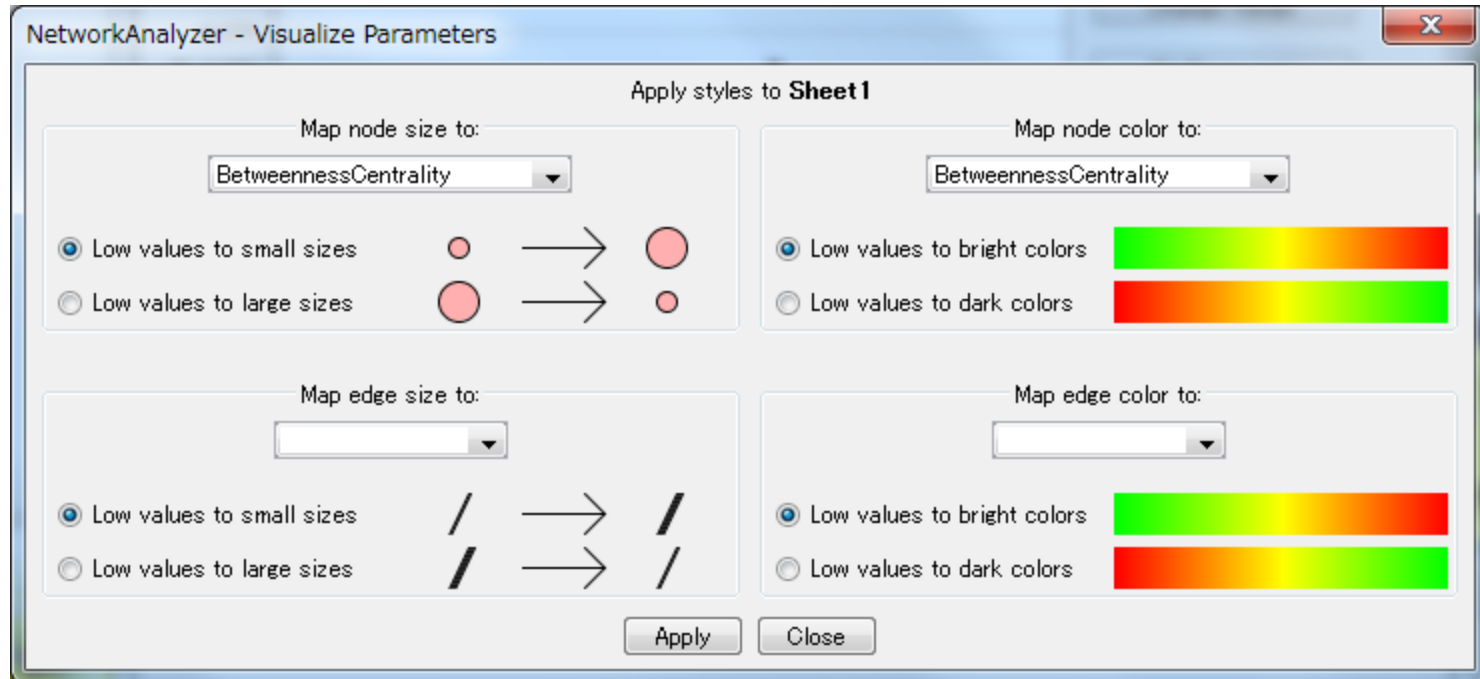 NetworkAnalyzer - Visualize Parameters
Apply styles to Sheet1
Map node size to:
BetweennessCentrality
Low values to small sizes
Low values to large sizes
Map node color to:
BetweennessCentrality
Low values to bright colors
Low values to dark colors
Map edge size to:
Low values to small sizes
Low values to large sizes
Map edge color to:
Low values to bright colors
Low values to dark colors
Apply
Close